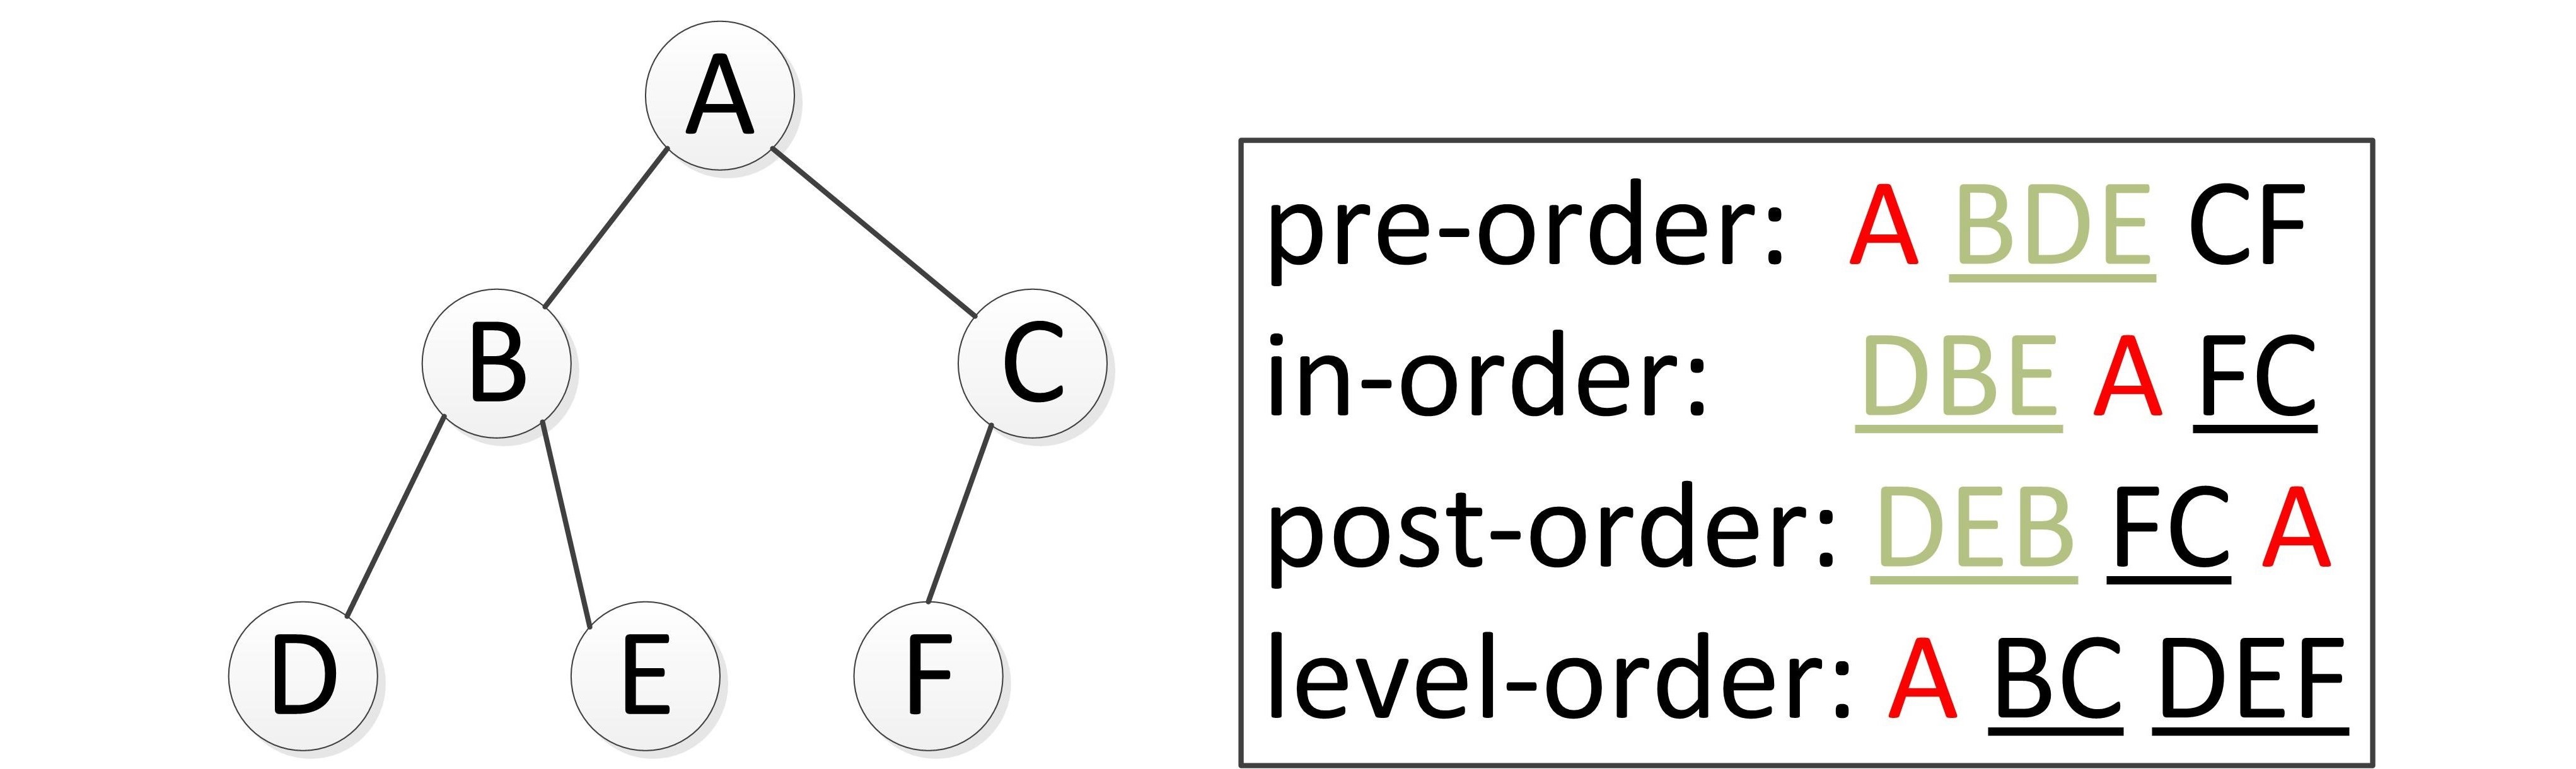 A
B C
D E F
pre-order: A BDE CF
in-order: DBE A FC
post-order: DEB FC A
level-order: A BC DEF